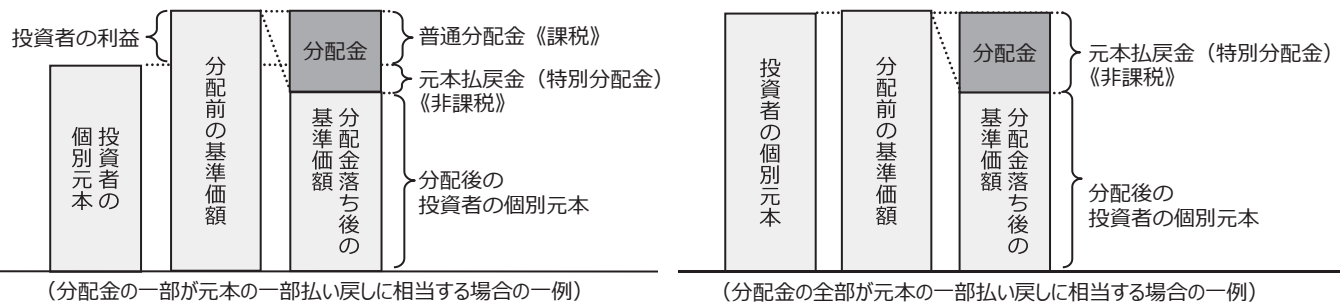 投資者の利益
投資者の
個別元本
分配前の基準価額
分配金
分配金落ち後の
基準価額
普通分配金《課税》
元本払戻金（特別分配金）
《非課税》
分配後の
投資者の個別元本
（分配金の一部が元本の一部払い戻しに相当する場合の一例）
投資者の個別元本
分配前の基準価額
分配金
分配金落ち後の
基準価額
元本払戻金（特別分配金）
《非課税》
分配後の
投資者の個別元本
（分配金の全部が元本の一部払い戻しに相当する場合の一例）